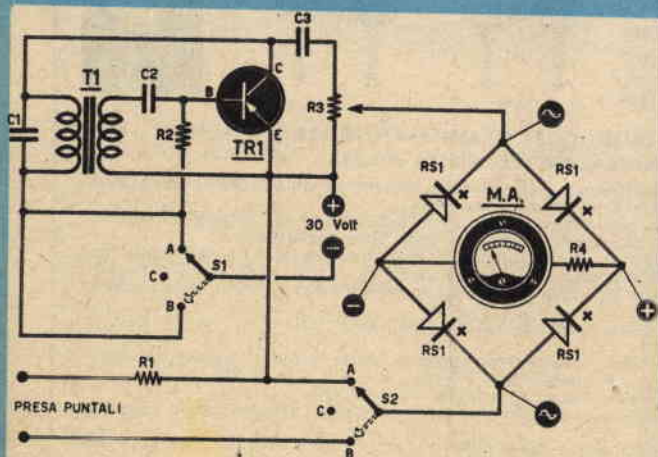 C3
T1
C2
C
B
R3
C1
R2
E
TR1
RS1
RS1
M.A.
30 Volt
A
S1
C
R4
B
RS1
RS1
R1
A
PRESA PUNTALI
C
S2
B